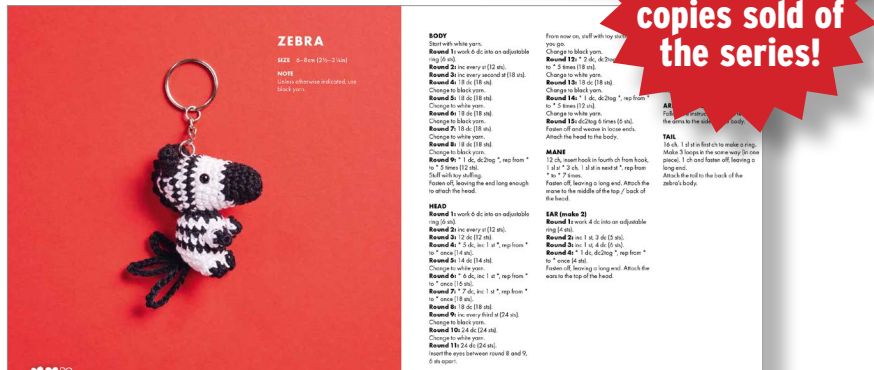 ZEBRA
SIZE 6–8cm (2½–3¼in)
NOTE
Unless otherwise indicated, use
black yarn.
BODY
Start with white yarn.
Round 1: work 6 dc into an adjustable
ring (6 sts).
Round 2: inc every st (12 sts).
Round 3: inc every second st (18 sts).
Round 4: 18 dc (18 sts).
Change to black yarn.
Round 5: 18 dc (18 sts).
Change to white yarn.
Round 6: 18 dc (18 sts).
Change to black yarn.
Round 7: 18 dc (18 sts).
Change to white yarn.
Round 8: 18 dc (18 sts).
Change to black yarn.
Round 9: * 1 dc, dc2tog *, rep from *
to * 5 times (12 sts).
Stuff with toy stuffing.
Fasten off, leaving the end long enough
to attach the head.
HEAD
Round 1: work 6 dc into an adjustable
ring (6 sts).
Round 2: inc every st (12 sts).
Round 3: 12 dc (12 sts).
Round 4: * 5 dc, inc 1 st *, rep from *
to * once (14 sts).
Round 5: 14 dc (14 sts).
Change to white yarn.
Round 6: * 6 dc, inc 1 st *, rep from *
to * once (16 sts).
Round 7: * 7 dc, inc 1 st *, rep from *
to * once (18 sts).
Round 8: 18 dc (18 sts).
Round 9: inc every third st (24 sts).
Change to black yarn.
Round 10: 24 dc (24 sts).
Change to white yarn.
Round 11: 24 dc (24 sts).
Insert the eyes between round 8 and 9,
6 sts apart.
From now on, stuff with toy
you go.
Change to black yarn.
Round 12: * 2 dc, dc2tog
to * 5 times (18 sts).
Change to white yarn.
Round 13: 18 dc (18 sts).
Change to black yarn.
Round 14: * 1 dc, dc2tog *, rep from *
to * 5 times (12 sts).
Change to white yarn.
Round 15: dc2tog 6 times (6 sts).
Fasten off and weave in loose ends.
Attach the head to the body.
MANE
12 ch, insert hook in fourth ch from hook,
1 sl st * 3 ch, 1 sl st in next st *, rep from
* to * 7 times.
Fasten off, leaving a long end. Attach the
mane to the middle of the top / back of
the head.
EAR (make 2)
Round 1: work 4 dc into an adjustable
ring (4 sts).
Round 2: inc 1 st, 3 dc (5 sts).
Round 3: inc 1 st, 4 dc (6 sts).
Round 4: * 1 dc, dc2tog *, rep from *
to * once (4 sts).
Fasten off, leaving a long end. Attach the
ears to the top of the head.
copies sold of
the series!
the arms to the side body.
TAIL
16 ch, 1 sl st in first ch to make a ring.
Make 3 loops in the same way (in one
piece). 1 ch and fasten off, leaving a
long end.
Attach the tail to the back of the
zebra's body.